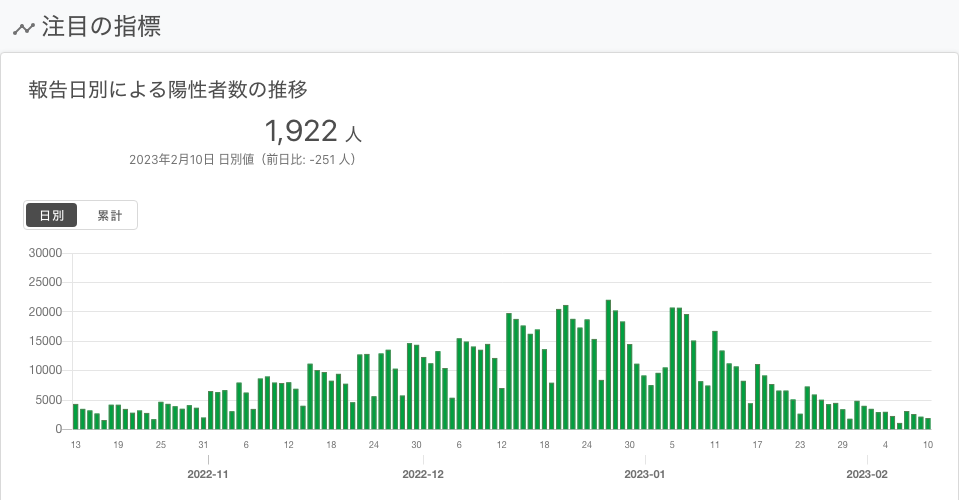 注目の指標
報告日別による陽性者数の推移
1,922 人
2023年2月10日 日別値（前日比: -251 人）
日別 累計
30000
25000
20000
15000
10000
5000
0
13 19 25 31 6 12 18 24 30 6 12 18 24 30 5 11 17 23 29 4 10
2022-11 2022-12 2023-01 2023-02